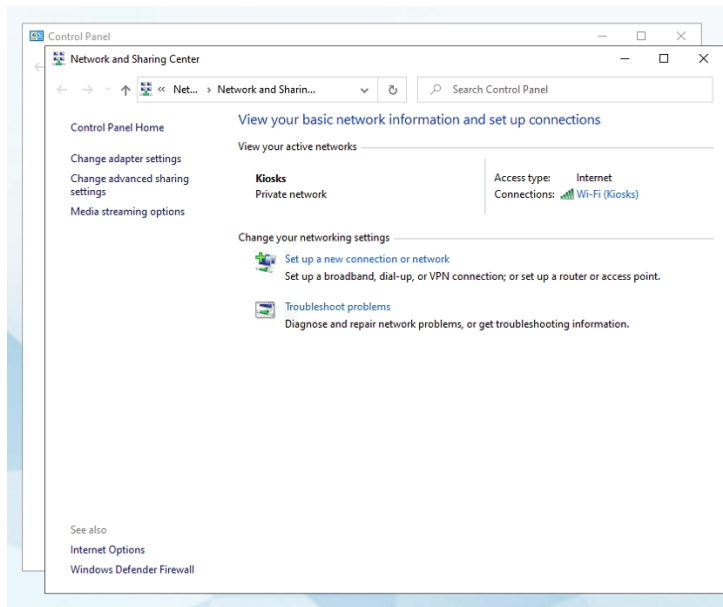 Control Panel
Network and Sharing Center
« Net... > Network and Sharin...
Search Control Panel
Control Panel Home
Change adapter settings
Change advanced sharing
settings
Media streaming options
View your basic network information and set up connections
View your active networks
Kiosks
Private network
Access type: Internet
Connections: Wi-Fi (Kiosks)
Change your networking settings
Set up a new connection or network
Set up a broadband, dial-up, or VPN connection; or set up a router or access point.
Troubleshoot problems
Diagnose and repair network problems, or get troubleshooting information.
See also
Internet Options
Windows Defender Firewall